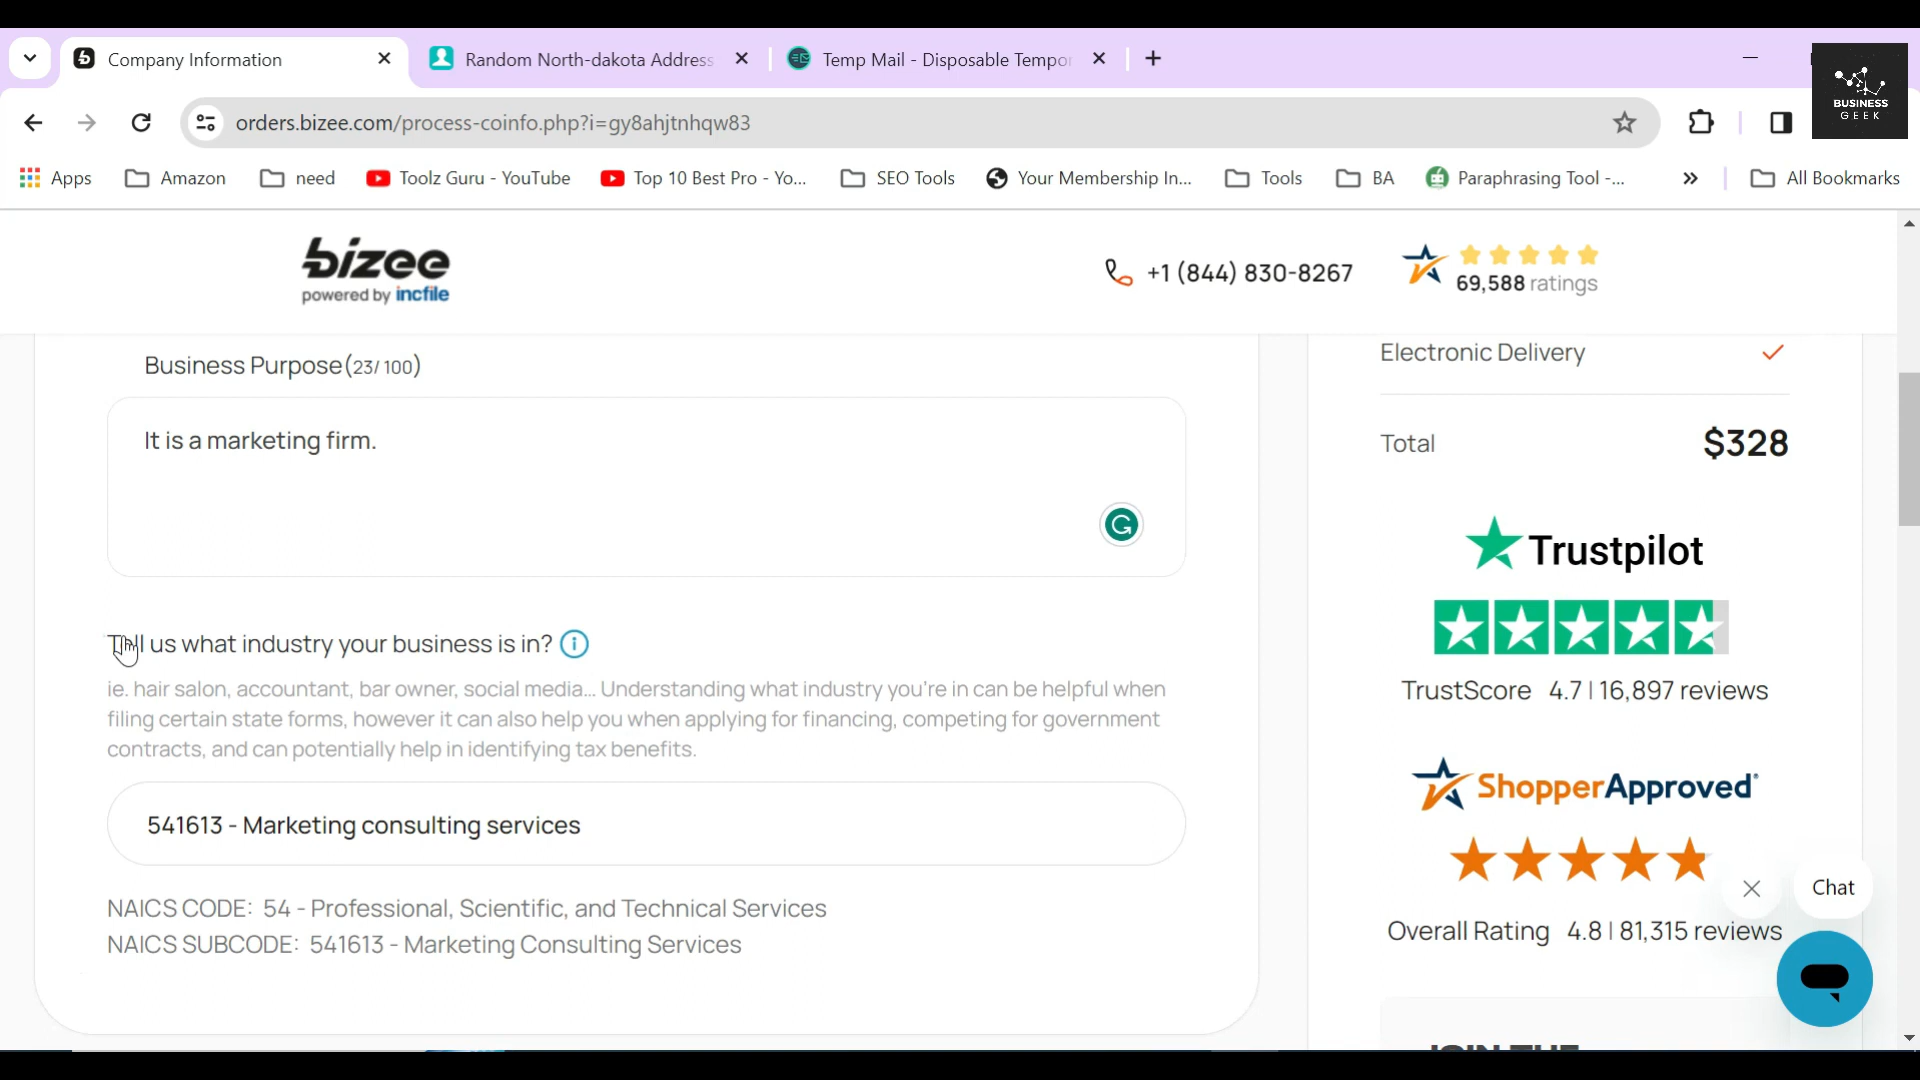 Company Information
Random North-dakota Address
Temp Mail - Disposable Tempor
BUSINESS
GEEK
orders.bizee.com/process-coinfo.php?i=gy8ahjtnhqw83
Apps
Amazon
need
Toolz Guru - YouTube
Top 10 Best Pro - Yo...
SEO Tools
Your Membership In...
Tools
BA
Paraphrasing Tool -...
All Bookmarks
bizee
powered by incfile
+1 (844) 830-8267
69,588 ratings
Business Purpose(23/100)
It is a marketing firm.
Tell us what industry your business is in?
ie. hair salon, accountant, bar owner, social media... Understanding what industry you're in can be helpful when
filing certain state forms, however it can also help you when applying for financing, competing for government
contracts, and can potentially help in identifying tax benefits.
541613 - Marketing consulting services
NAICS CODE: 54 - Professional, Scientific, and Technical Services
NAICS SUBCODE: 541613 - Marketing Consulting Services
Electronic Delivery
Total $328
Trustpilot
TrustScore 4.7 | 16,897 reviews
ShopperApproved
Overall Rating 4.8 | 81,315 reviews
Chat
JOIN THE